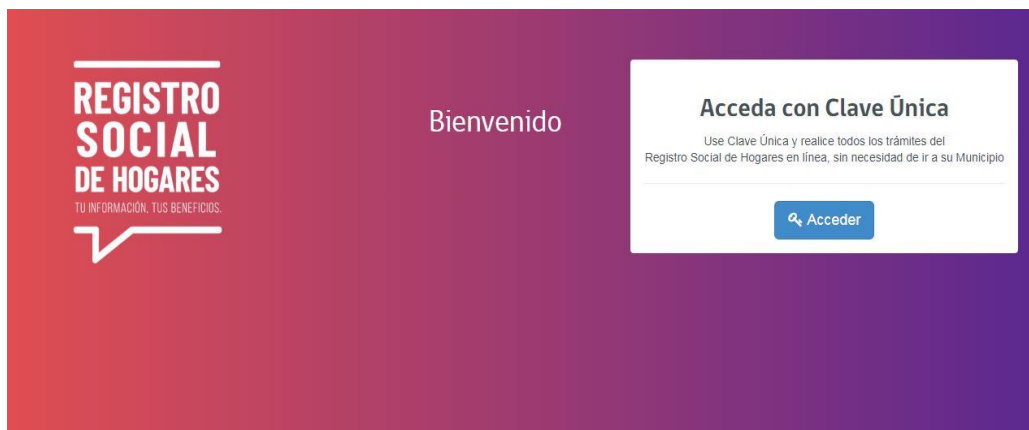 REGISTRO
SOCIAL
DE HOGARES
TU INFORMACIÓN, TUS BENEFICIOS.
Bienvenido
Acceda con Clave Única
Use Clave Única y realice todos los trámites del
Registro Social de Hogares en línea, sin necesidad de ir a su Municipio
Acceder